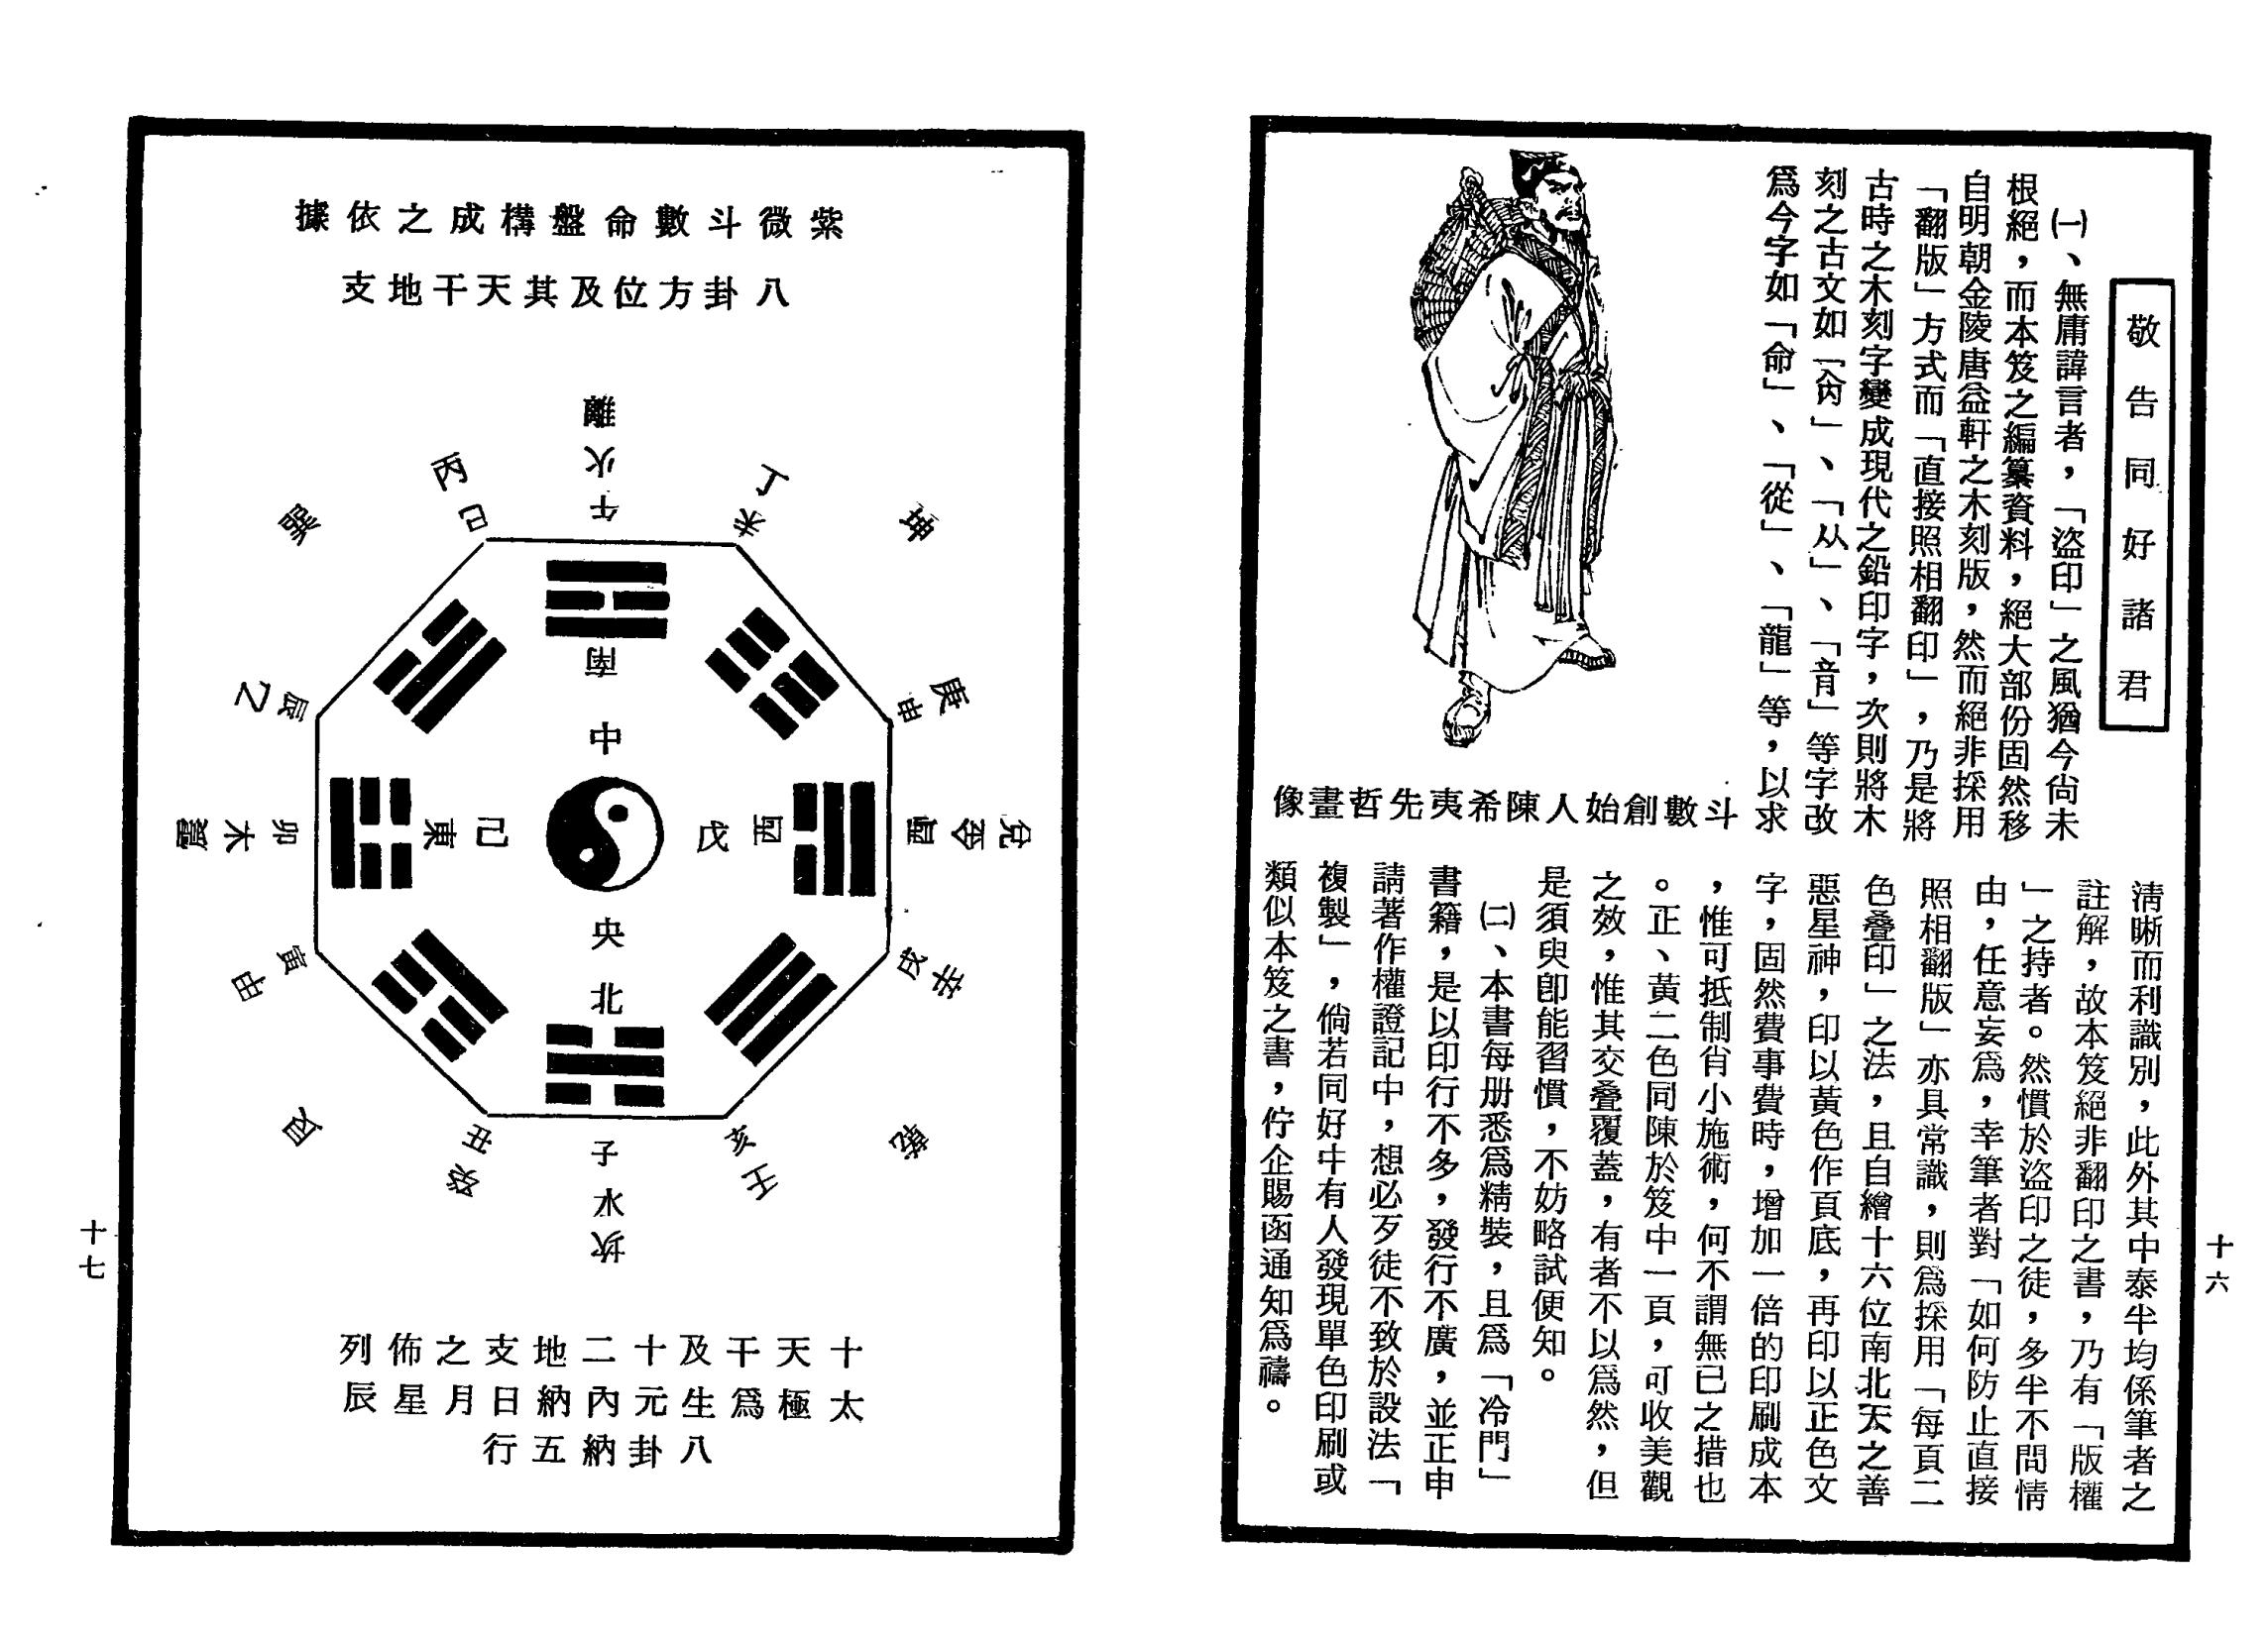 敬告同好諸君
㈠、無庸諱言者，「盜印」之風猶今尙未
根絕，而本笈之編纂資料，絕大部份固然移
自明朝金陵唐益軒之木刻版，然而絕非採用
「翻版」方式而「直接照相翻印」，乃是將
古時之木刻字變成現代之鉛印字，次則將木
刻之古文如「肏」、「从」、「竜」等字改
爲今字如「命」、「從」、「龍」等，以求
斗數創始人陳希夷先哲畫像
淸晰而利識別，此外其中泰半均係筆者之
註解，故本笈絕非翻印之書，乃有「版權
」之持者。然慣於盜印之徒，多半不問情
由，任意妄爲，幸筆者對「如何防止直接
照相翻版」亦具常識，則爲採用「每頁二
色叠印」之法，且自繪十六位南北天之善
惡星神，印以黃色作頁底，再印以正色文
字，固然費事費時，增加一倍的印刷成本
，惟可抵制肖小施術，何不謂無已之措也
。正、黃二色同陳於笈中一頁，可收美觀
之效，惟其交叠覆蓋，有者不以爲然，但
是須臾卽能習慣，不妨略試便知。
㈡、本書每册悉爲精裝，且爲「冷門」
書籍，是以印行不多，發行不廣，並正申
請著作權證記中，想必歹徒不致於設法「
複製」，倘若同好中有人發現單色印刷或
類似本笈之書，佇企賜函通知爲禱。
十六
紫微斗數命盤構成之依據
八卦方位及其天干地支
離
火
午
丙
巳
丁
未
巽
坤
南
乙
辰
庚
申
中
震木卯
東己
戊西
酉金兌
央
寅
甲
戌
辛
北
丑
癸
子
水
坎
亥
壬
艮
乾
十天干及十二地支之佈列
太極爲生元內納日月星辰
八卦納五行
十七